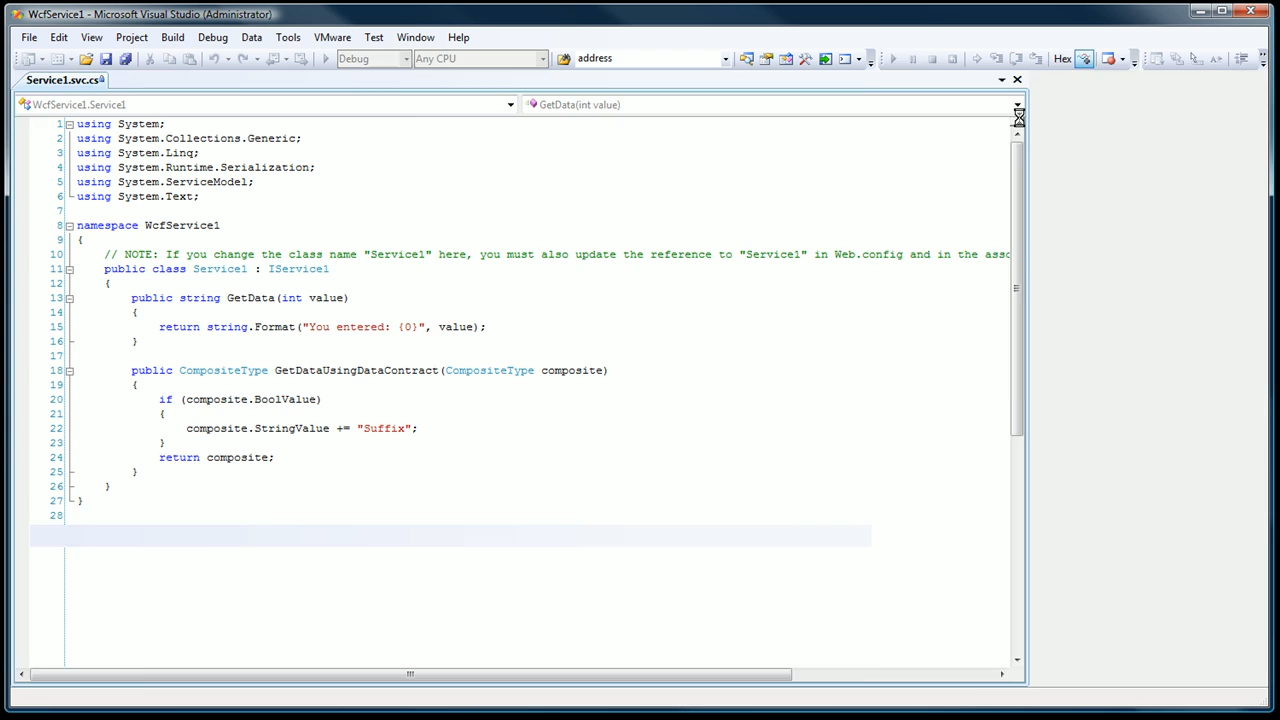 WcfService1 - Microsoft Visual Studio (Administrator)
File Edit View Project Build Debug Data Tools VMware Test Window Help
Debug Any CPU address Hex
Service1.svc.cs
WcfService1.Service1 GetData(int value)
1 using System;
2 using System.Collections.Generic;
3 using System.Linq;
4 using System.Runtime.Serialization;
5 using System.ServiceModel;
6 using System.Text;
7
8 namespace WcfService1
9 {
10 // NOTE: If you change the class name "Service1" here, you must also update the reference to "Service1" in Web.config and in the asso
11 public class Service1 : IService1
12 {
13 public string GetData(int value)
14 {
15 return string.Format("You entered: {0}", value);
16 }
17
18 public CompositeType GetDataUsingDataContract(CompositeType composite)
19 {
20 if (composite.BoolValue)
21 {
22 composite.StringValue += "Suffix";
23 }
24 return composite;
25 }
26 }
27 }
28